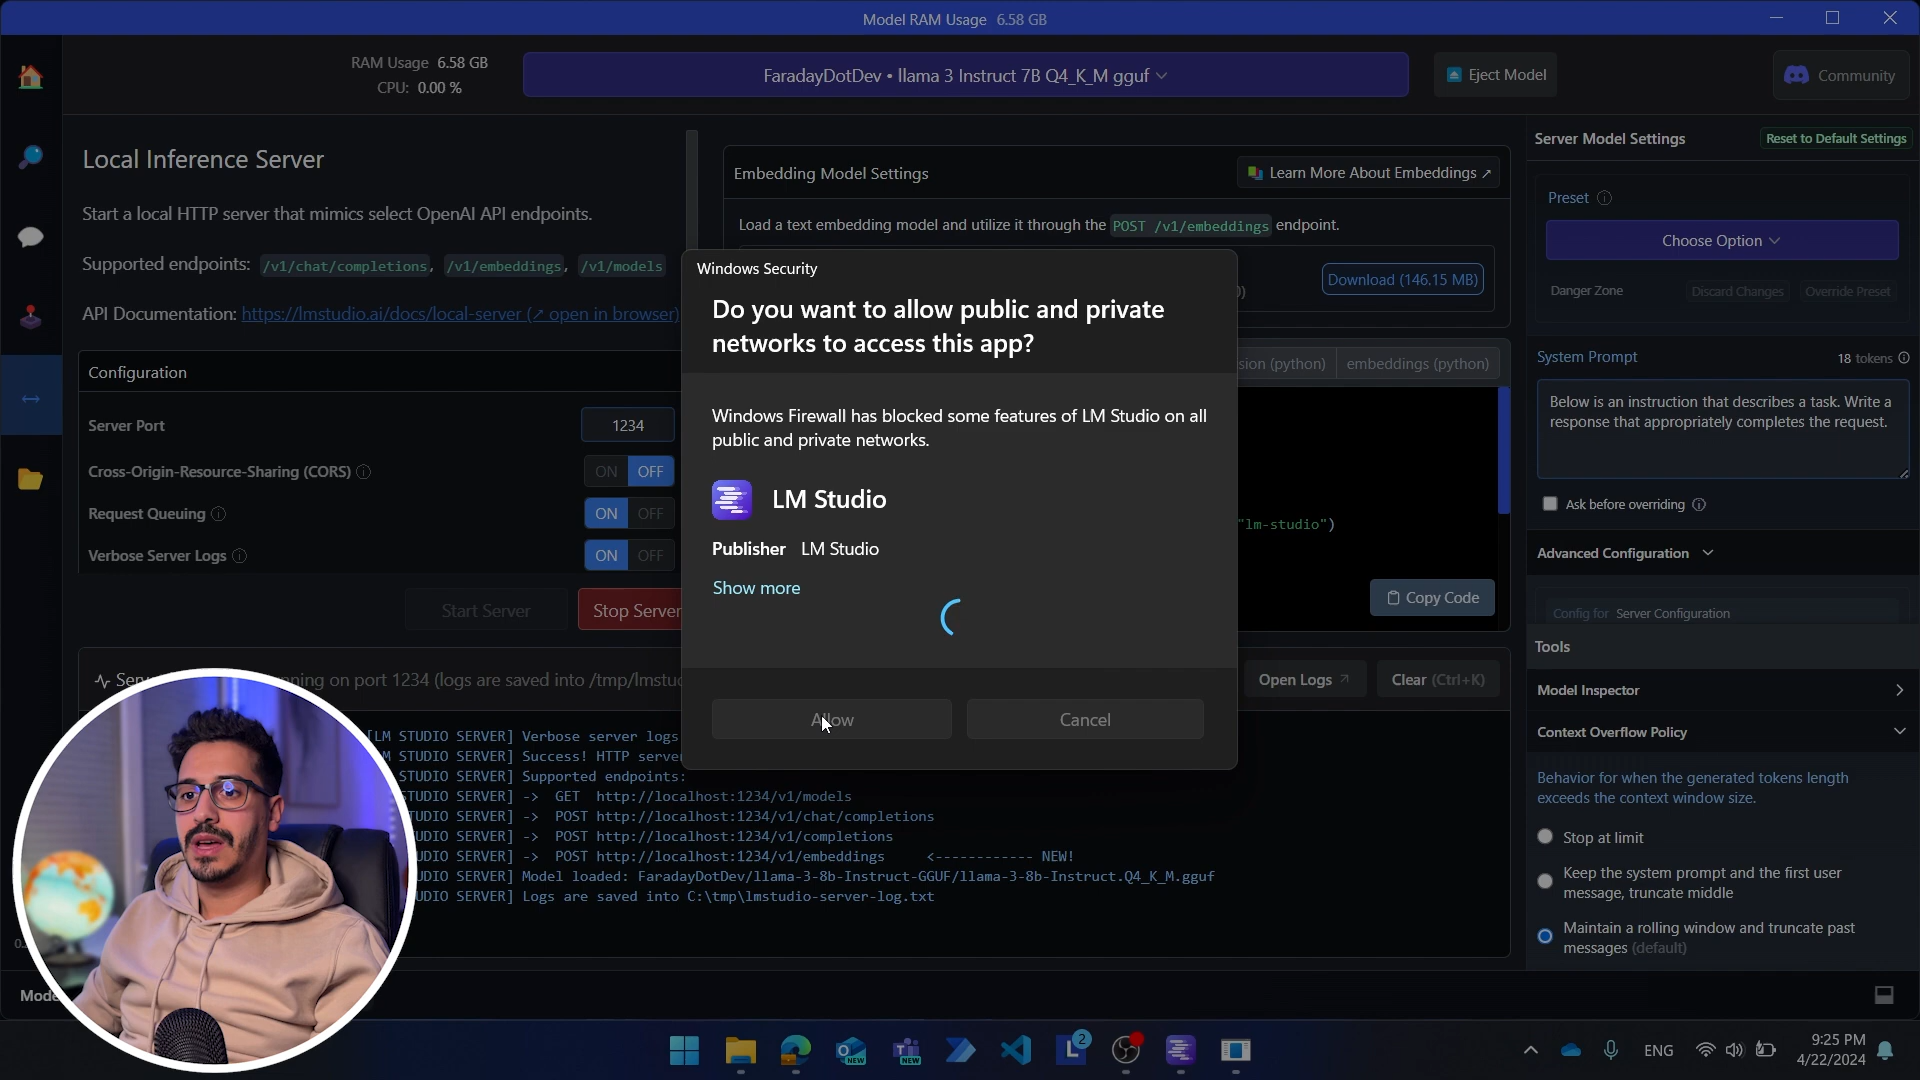 Model RAM Usage 6.58 GB
RAM Usage 6.58 GB
CPU: 0.00 %
FaradayDotDev • llama 3 Instruct 7B Q4_K_M gguf
Eject Model
Community
Local Inference Server
Start a local HTTP server that mimics select OpenAI API endpoints.
Supported endpoints: /v1/chat/completions, /v1/embeddings, /v1/models
API Documentation: https://lmstudio.ai/docs/local-server (↗ open in browser)
Configuration
Server Port 1234
Cross-Origin-Resource-Sharing (CORS) ON OFF
Request Queuing ON OFF
Verbose Server Logs ON OFF
Start Server
Stop Server
Embedding Model Settings
Learn More About Embeddings ↗
Load a text embedding model and utilize it through the POST /v1/embeddings endpoint.
Download (146.15 MB)
(python)
embeddings (python)
"lm-studio")
Copy Code
Windows Security
Do you want to allow public and private
networks to access this app?
Windows Firewall has blocked some features of LM Studio on all
public and private networks.
LM Studio
Publisher LM Studio
Show more
Allow
Cancel
on port 1234 (logs are saved into /tmp/lmstu
Open Logs ↗
Clear (Ctrl+K)
[LM STUDIO SERVER] Verbose server logs
STUDIO SERVER] Success! HTTP serve
STUDIO SERVER] Supported endpoints:
SERVER] -> GET http://localhost:1234/v1/models
SERVER] -> POST http://localhost:1234/v1/chat/completions
SERVER] -> POST http://localhost:1234/v1/completions
SERVER] -> POST http://localhost:1234/v1/embeddings <------------ NEW!
SERVER] Model loaded: FaradayDotDev/llama-3-8b-Instruct-GGUF/llama-3-8b-Instruct.Q4_K_M.gguf
SERVER] Logs are saved into C:\tmp\lmstudio-server-log.txt
Server Model Settings
Reset to Default Settings
Preset
Choose Option
Danger Zone
Discard Changes
Override Preset
System Prompt
18 tokens
Below is an instruction that describes a task. Write a
response that appropriately completes the request.
Ask before overriding
Advanced Configuration
Config for Server Configuration
Tools
Model Inspector
Context Overflow Policy
Behavior for when the generated tokens length
exceeds the context window size.
Stop at limit
Keep the system prompt and the first user
message, truncate middle
Maintain a rolling window and truncate past
messages (default)
NEW
NEW
2
ENG
9:25 PM
4/22/2024